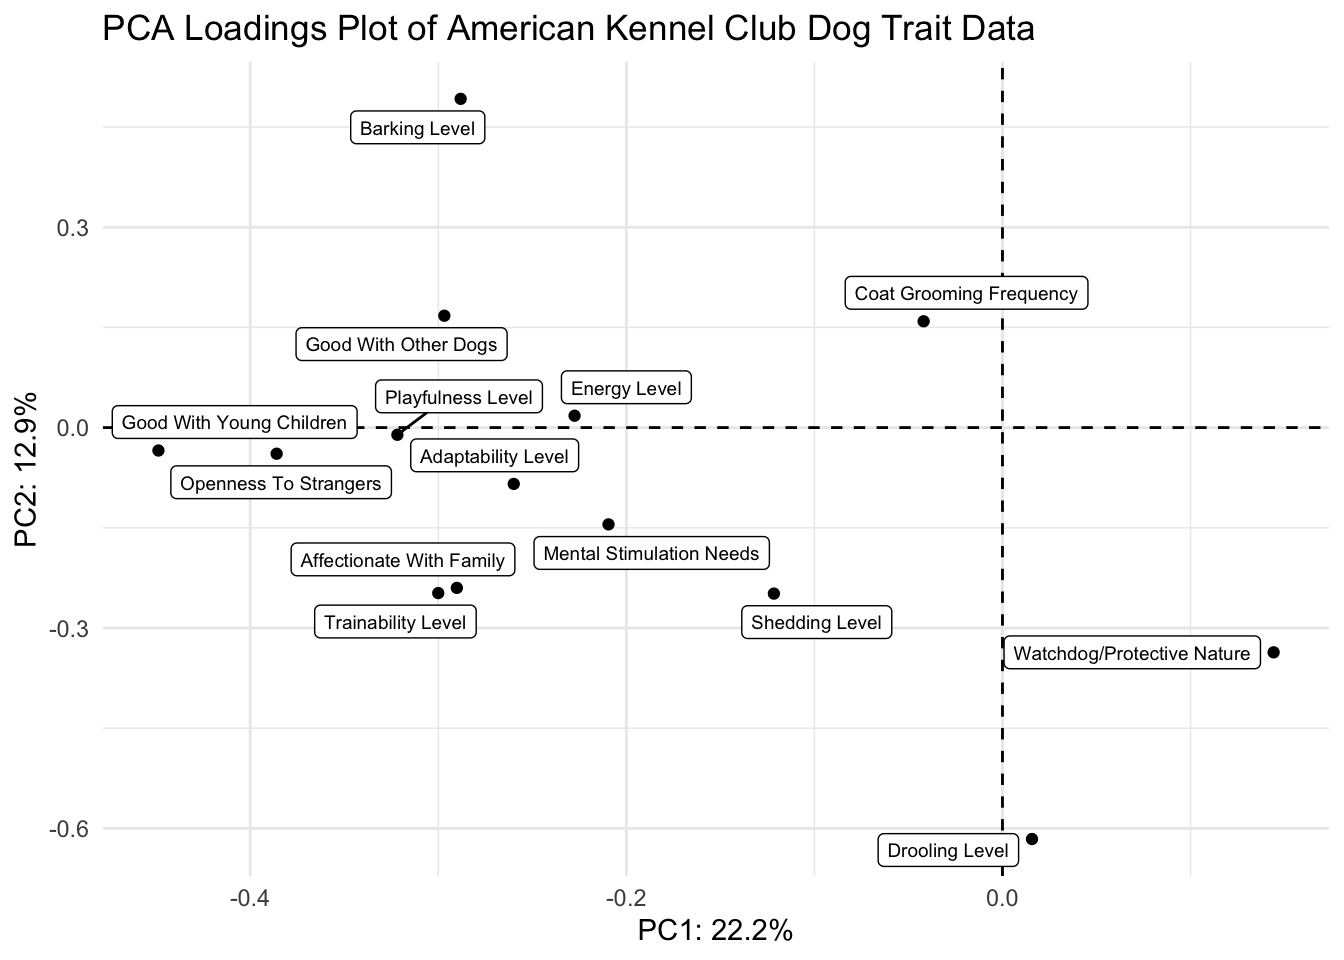 PCA Loadings Plot of American Kennel Club Dog Trait Data
Barking Level
0.3
Coat Grooming Frequency
Good With Other Dogs
Energy Level
Playfulness Level
Good With Young Children
0.0
Adaptability Level
Openness To Strangers
PC2: 12.9%
Mental Stimulation Needs
Affectionate With Family
Trainability Level
Shedding Level
-0.3
Watchdog/Protective Nature
-0.6
Drooling Level
-0.4
-0.2
0.0
PC1: 22.2%